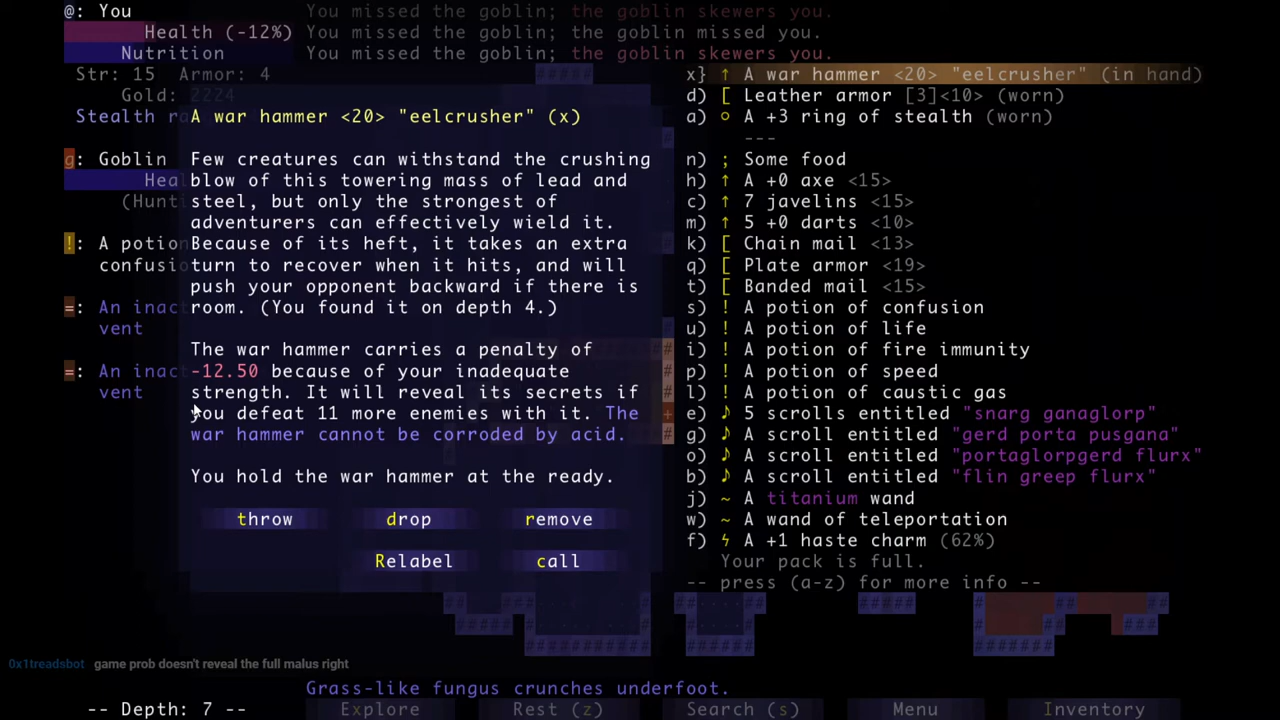 @: You
You missed the goblin; the goblin skewers you.
Health (-12%)
You missed the goblin; the goblin missed you.
Nutrition
You missed the goblin; the goblin skewers you.
Str: 15 Armor: 4
Gold: 2224
Stealth r
g: Goblin
Hea
(Hunti
!: A potion
confusio
=: An inac
vent
=: An inac
vent
A war hammer <20> "eelcrusher" (x)
Few creatures can withstand the crushing
blow of this towering mass of lead and
steel, but only the strongest of
adventurers can effectively wield it.
Because of its heft, it takes an extra
turn to recover when it hits, and will
push your opponent backward if there is
room. (You found it on depth 4.)
The war hammer carries a penalty of
-12.50 because of your inadequate
strength. It will reveal its secrets if
you defeat 11 more enemies with it. The
war hammer cannot be corroded by acid.
You hold the war hammer at the ready.
throw drop remove
Relabel call
x} ↑ A war hammer <20> "eelcrusher" (in hand)
d) [ Leather armor [3]<10> (worn)
a) ○ A +3 ring of stealth (worn)
---
n) ; Some food
h) ↑ A +0 axe <15>
c) ↑ 7 javelins <15>
m) ↑ 5 +0 darts <10>
k) [ Chain mail <13>
q) [ Plate armor <19>
t) [ Banded mail <15>
s) ! A potion of confusion
u) ! A potion of life
i) ! A potion of fire immunity
p) ! A potion of speed
l) ! A potion of caustic gas
e) ♪ 5 scrolls entitled "snarg ganaglorp"
g) ♪ A scroll entitled "gerd porta pusgana"
o) ♪ A scroll entitled "portaglorpgerd flurx"
b) ♪ A scroll entitled "flin greep flurx"
j) ~ A titanium wand
w) ~ A wand of teleportation
f) ϟ A +1 haste charm (62%)
Your pack is full.
-- press (a-z) for more info --
0x1treadsbot game prob doesn't reveal the full malus right
Grass-like fungus crunches underfoot.
-- Depth: 7 -- Explore Rest (z) Search (s) Menu Inventory